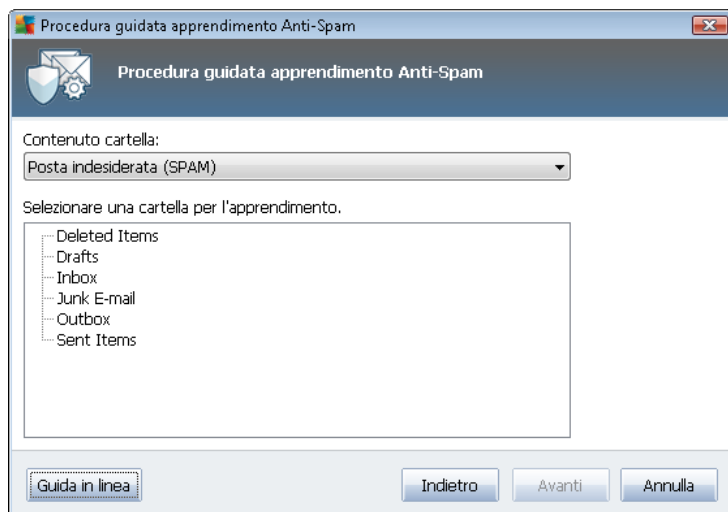 Procedura guidata apprendimento Anti-Spam
Procedura guidata apprendimento Anti-Spam
Contenuto cartella:
Posta indesiderata (SPAM)
Selezionare una cartella per l'apprendimento.
Deleted Items
Drafts
Inbox
Junk E-mail
Outbox
Sent Items
Guida in linea
Indietro
Avanti
Annulla